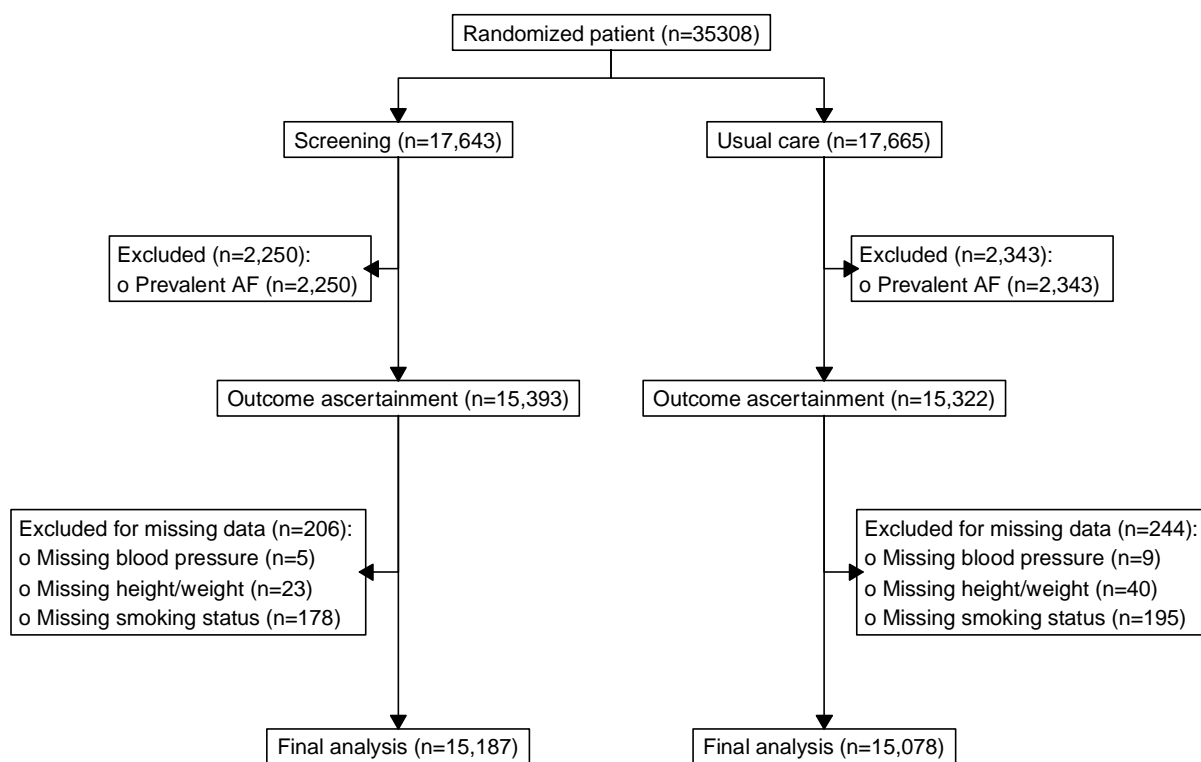 Randomized patient (n=35308)
Screening (n=17,643)
Usual care (n=17,665)
Excluded (n=2,250):
o Prevalent AF (n=2,250)
Excluded (n=2,343):
o Prevalent AF (n=2,343)
Outcome ascertainment (n=15,393)
Outcome ascertainment (n=15,322)
Excluded for missing data (n=206):
o Missing blood pressure (n=5)
o Missing height/weight (n=23)
o Missing smoking status (n=178)
Excluded for missing data (n=244):
o Missing blood pressure (n=9)
o Missing height/weight (n=40)
o Missing smoking status (n=195)
Final analysis (n=15,187)
Final analysis (n=15,078)